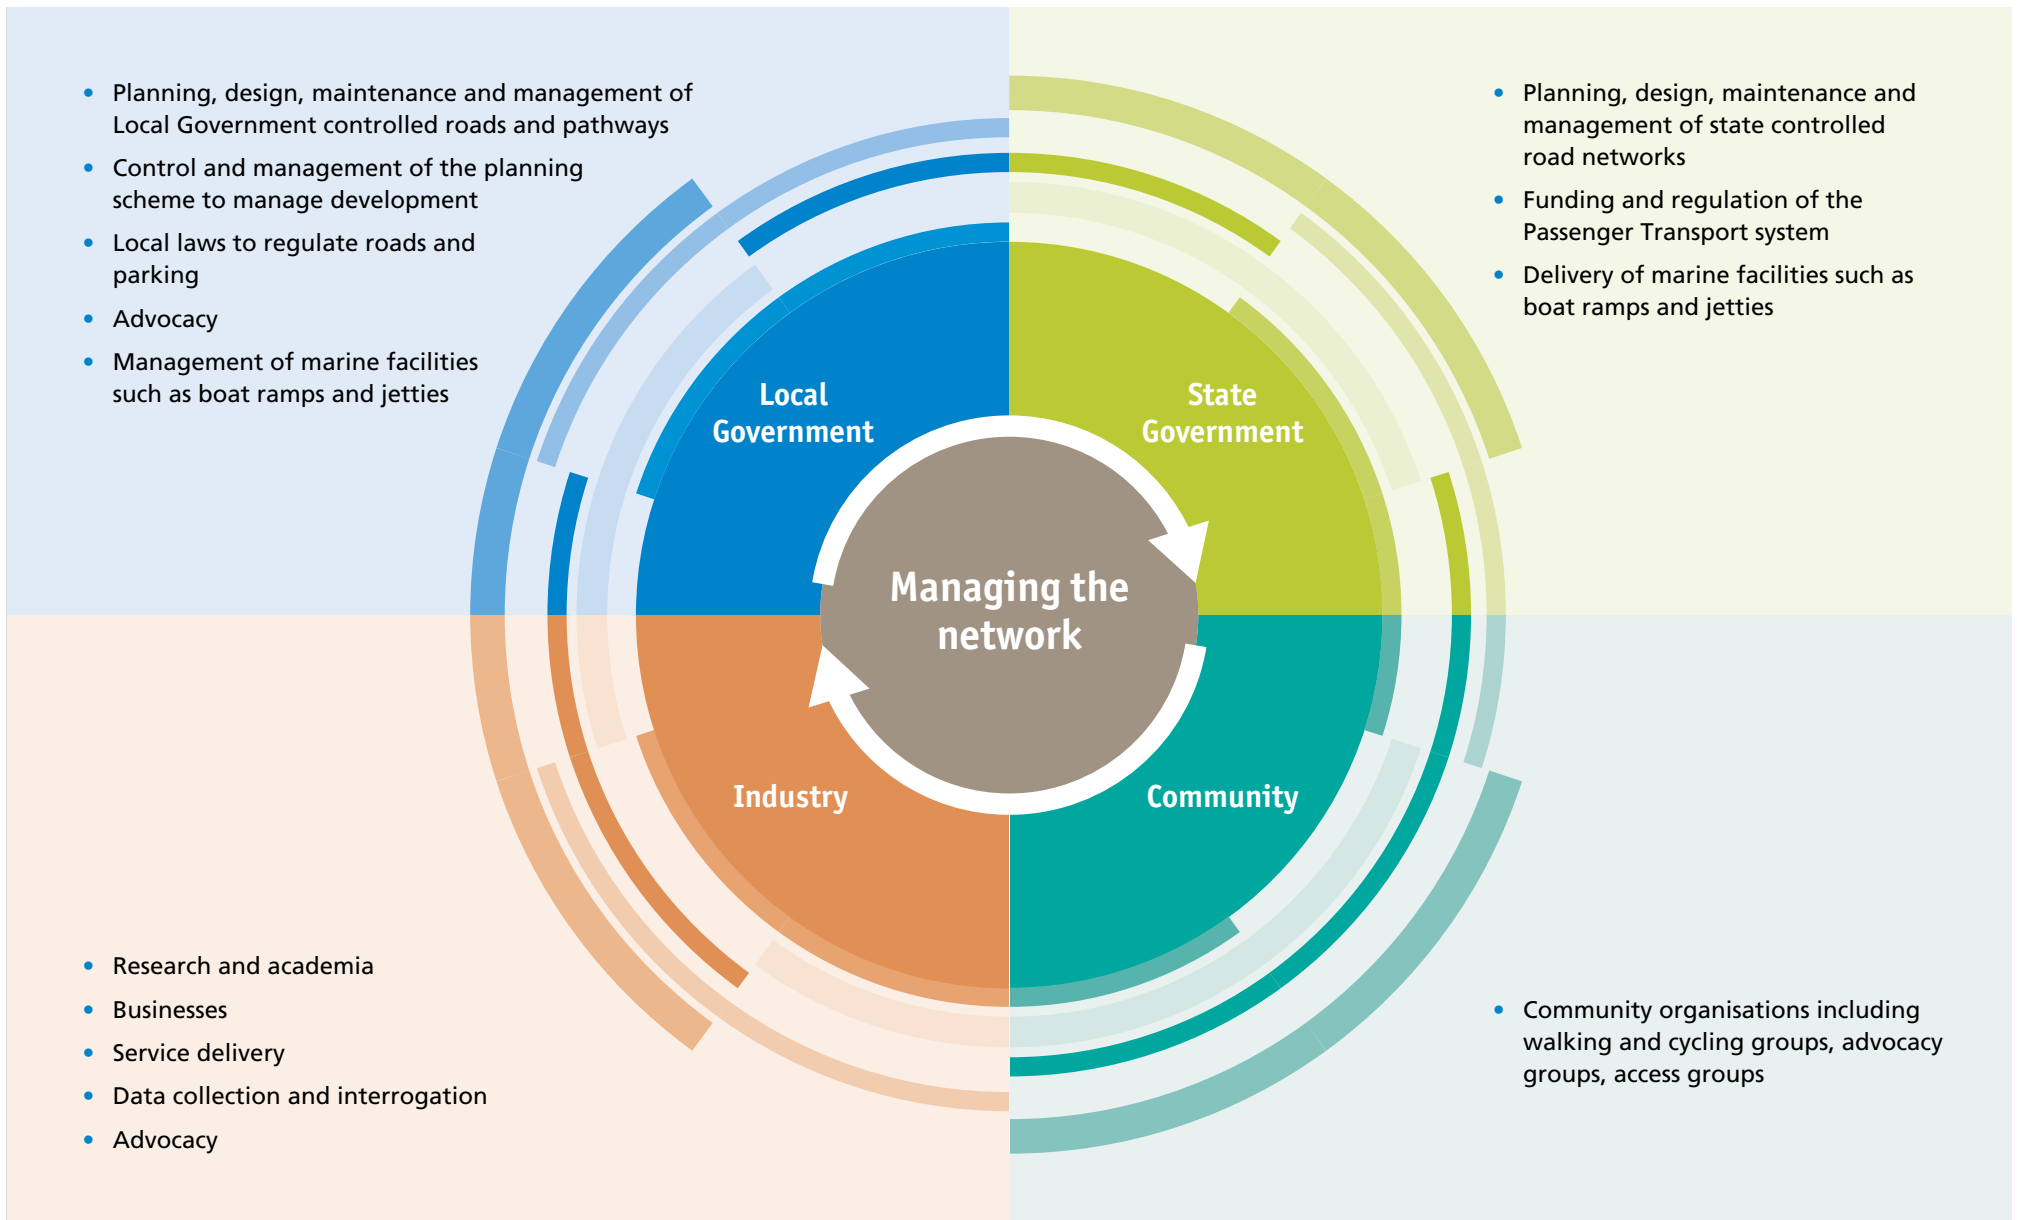 • Planning, design, maintenance and management of
Local Government controlled roads and pathways
• Control and management of the planning
scheme to manage development
• Local laws to regulate roads and
parking
• Advocacy
• Management of marine facilities
such as boat ramps and jetties
• Planning, design, maintenance and
management of state controlled
road networks
• Funding and regulation of the
Passenger Transport system
• Delivery of marine facilities such as
boat ramps and jetties
Local
Government
State
Government
Managing the
network
Industry
Community
• Research and academia
• Businesses
• Service delivery
• Data collection and interrogation
• Advocacy
• Community organisations including
walking and cycling groups, advocacy
groups, access groups